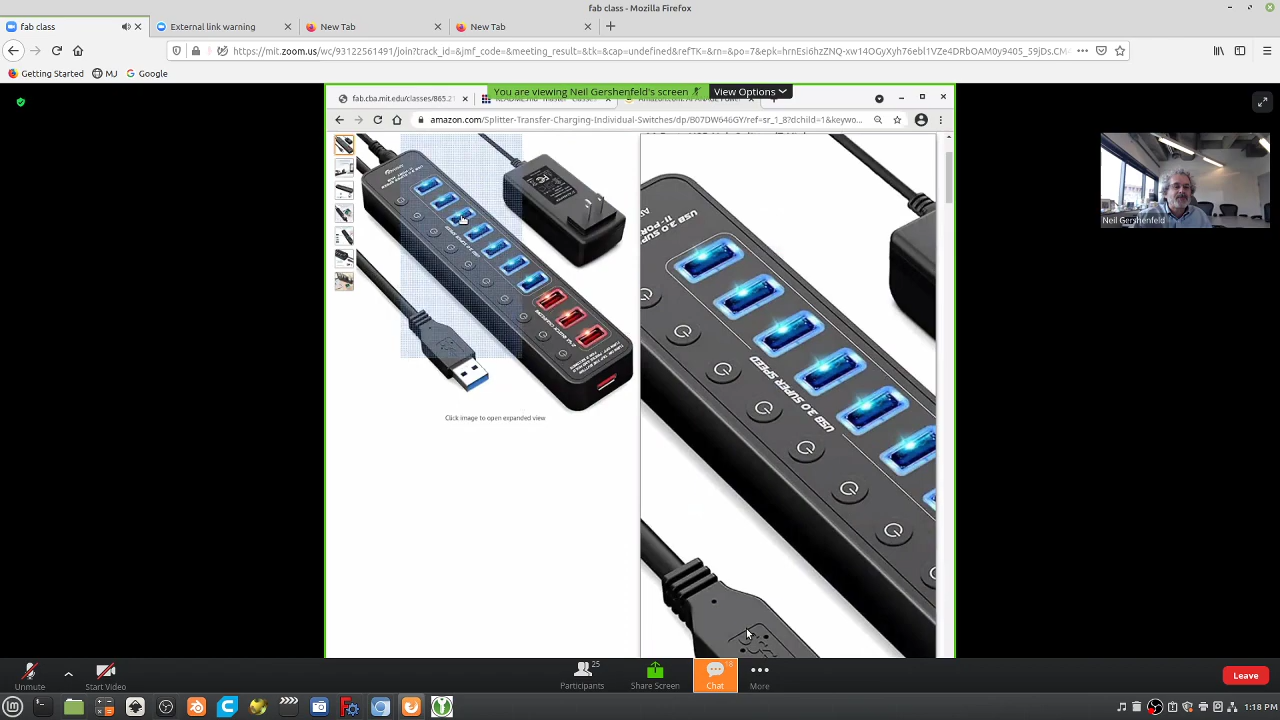 fab class - Mozilla Firefox
fab class
External link warning
New Tab
New Tab
https://mit.zoom.us/wc/93122561491/join?track_id=&jmf_code=&meeting_result=&tk=&cap=undefined&refTK=&rn=&po=7&epk=
Getting Started
MJ
Google
You are viewing Neil Gershenfeld's screen
View Options
fab.cba.mit.edu/classes/865.21
amazon.com/Splitter-Transfer-Charging-Individual-Switches/dp/B07DW646GY/ref=sr_1_8?dchild=1&keywo...
USB 3.0 SUPER SPEED
Click image to open expanded view
Neil Gershenfeld
Unmute
Start Video
Participants
25
Share Screen
Chat
More
Leave
1:18 PM